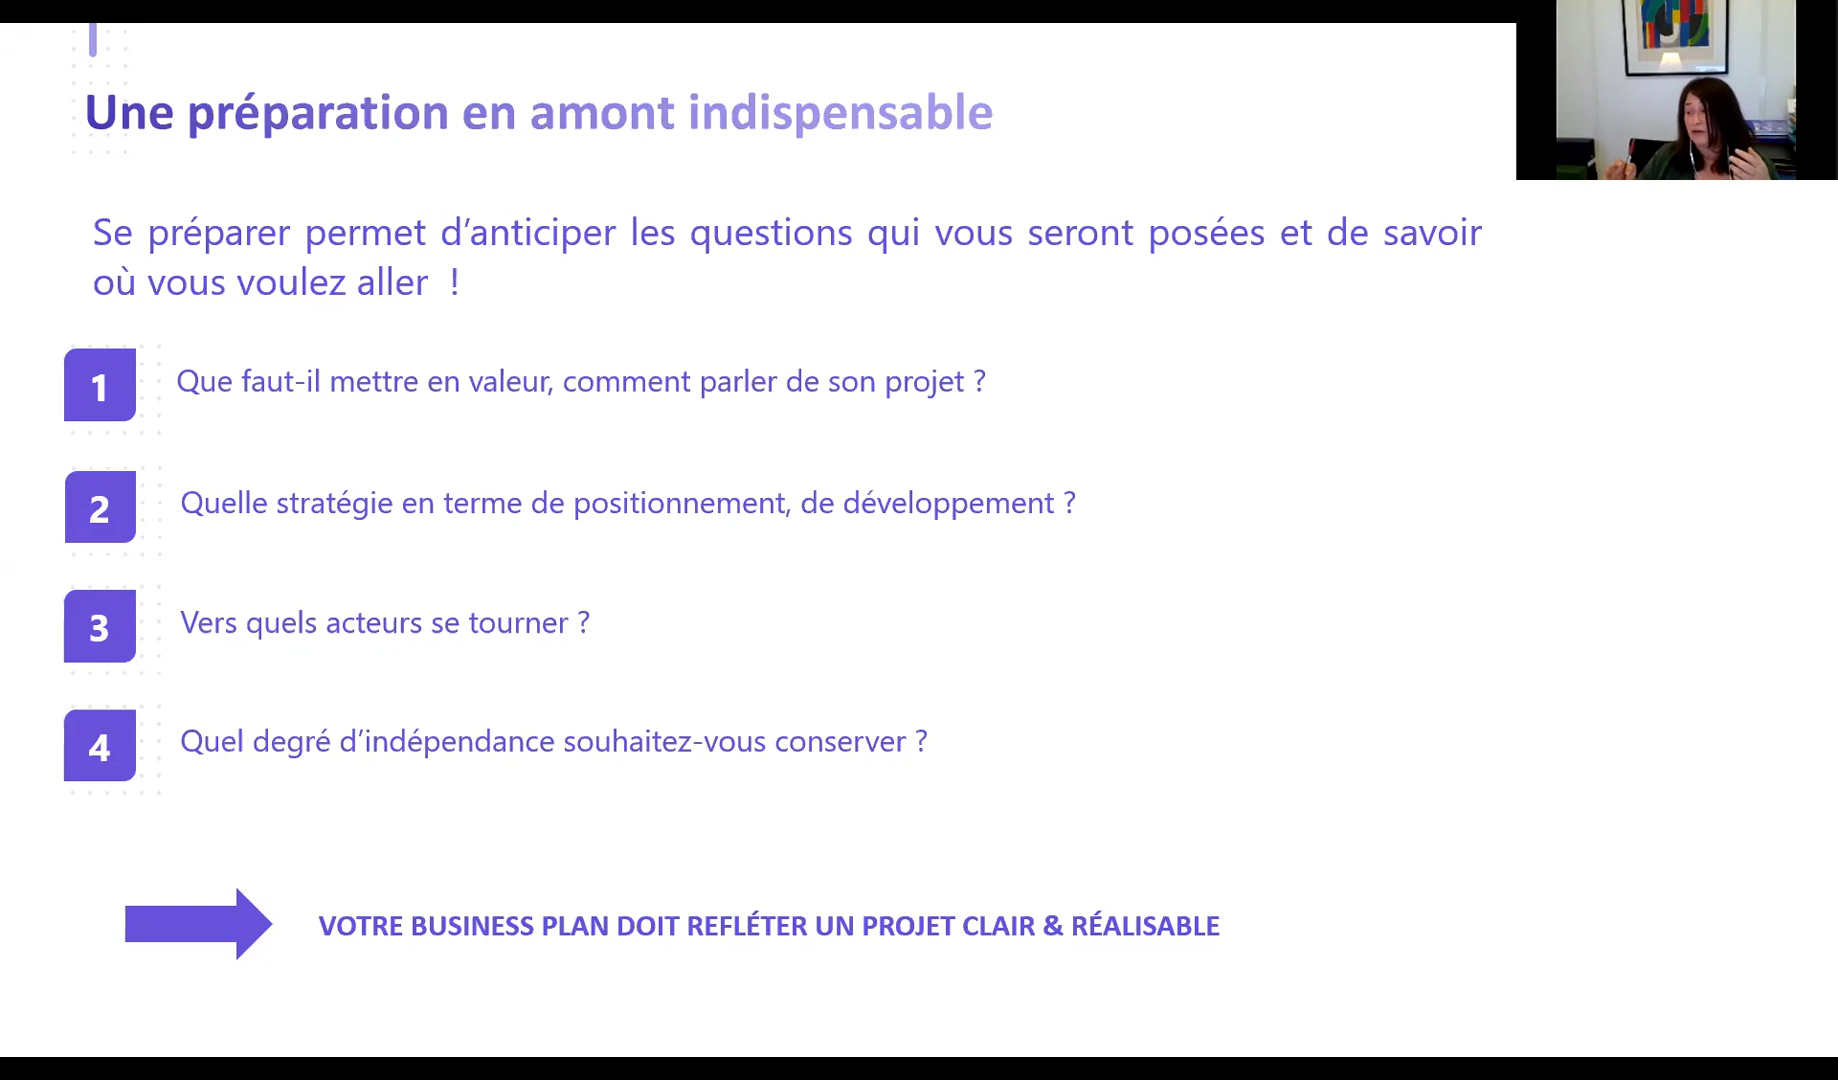 Une préparation en amont indispensable
Se préparer permet d’anticiper les questions qui vous seront posées et de savoir
où vous voulez aller  !
1 Que faut-il mettre en valeur, comment parler de son projet ?
2 Quelle stratégie en terme de positionnement, de développement ?
3 Vers quels acteurs se tourner ?
4 Quel degré d’indépendance souhaitez-vous conserver ?
VOTRE BUSINESS PLAN DOIT REFLÉTER UN PROJET CLAIR & RÉALISABLE